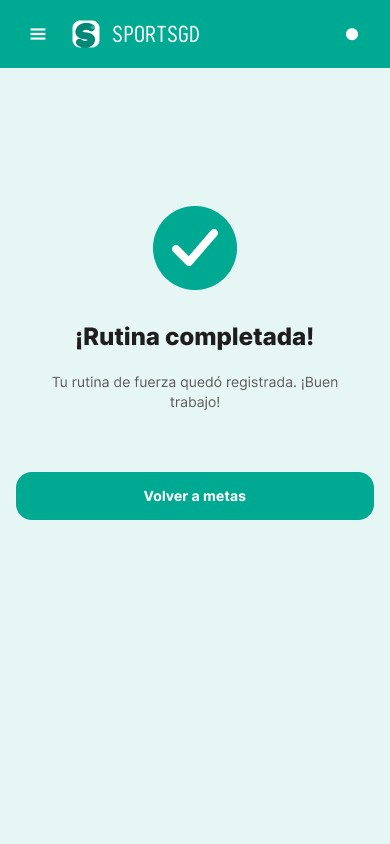 SPORTSGD
¡Rutina completada!
Tu rutina de fuerza quedó registrada. ¡Buen
trabajo!
Volver a metas